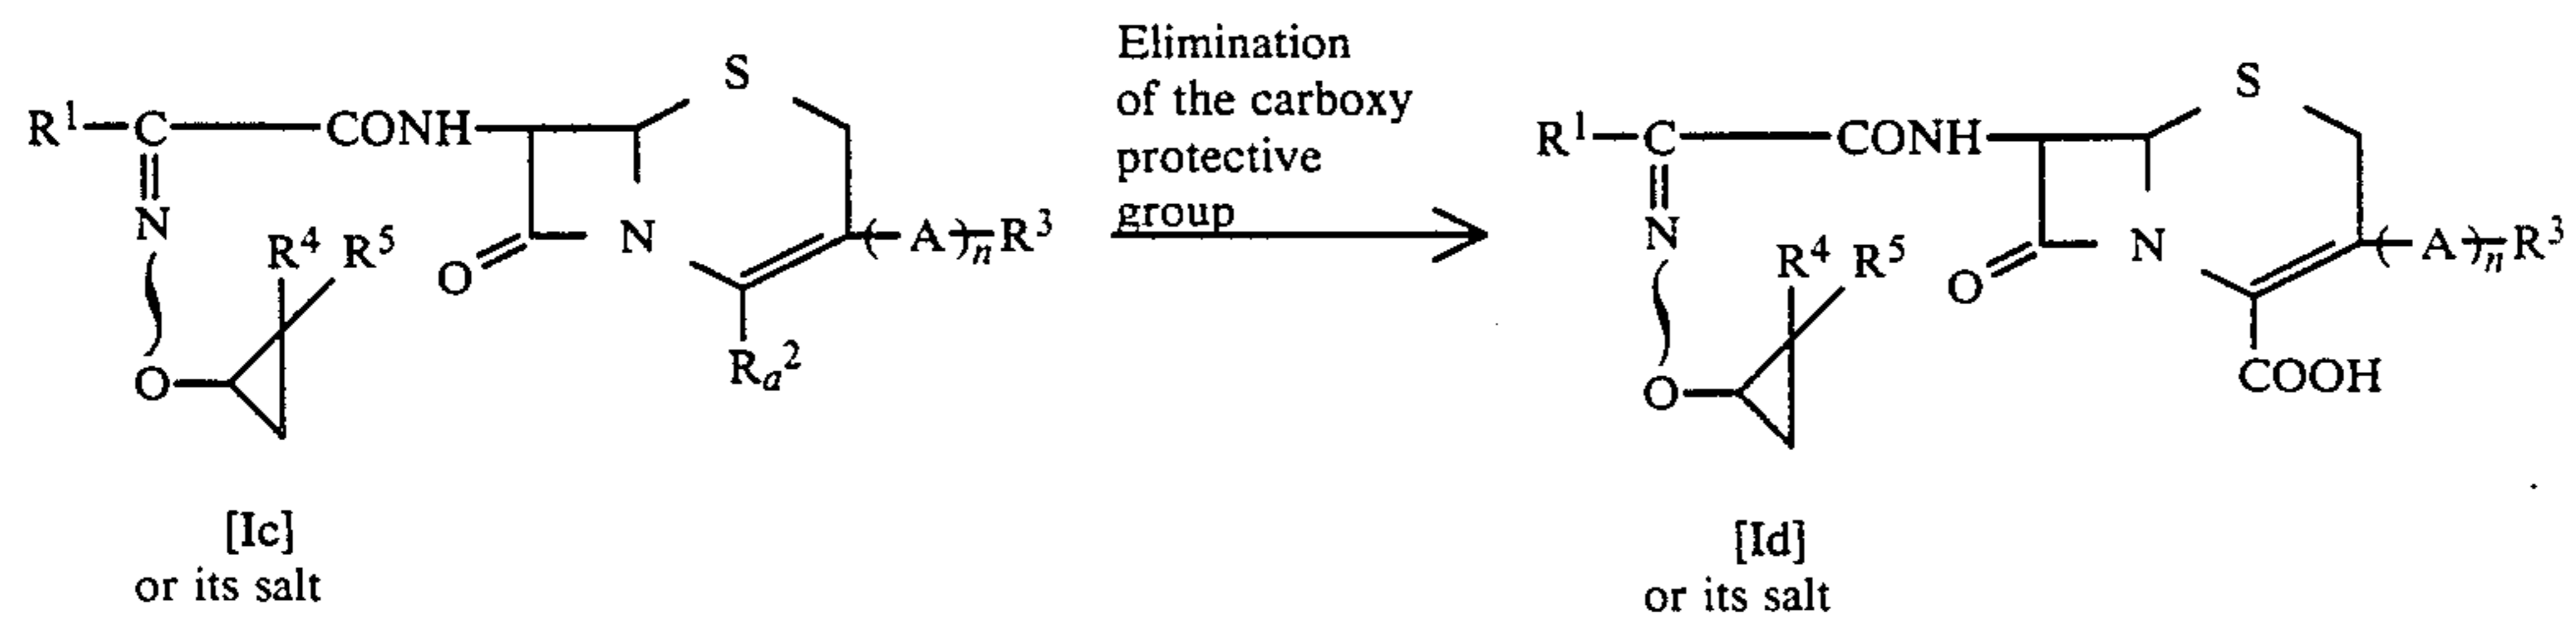 Elimination
of the carboxy
protective
group
R¹ C CONH S
N N O
R⁴ R⁵
(A)ₙR³
Rₐ²
O
[Ic]
or its salt
R¹ C CONH S
N N O
R⁴ R⁵
(A)ₙR³
COOH
O
[Id]
or its salt